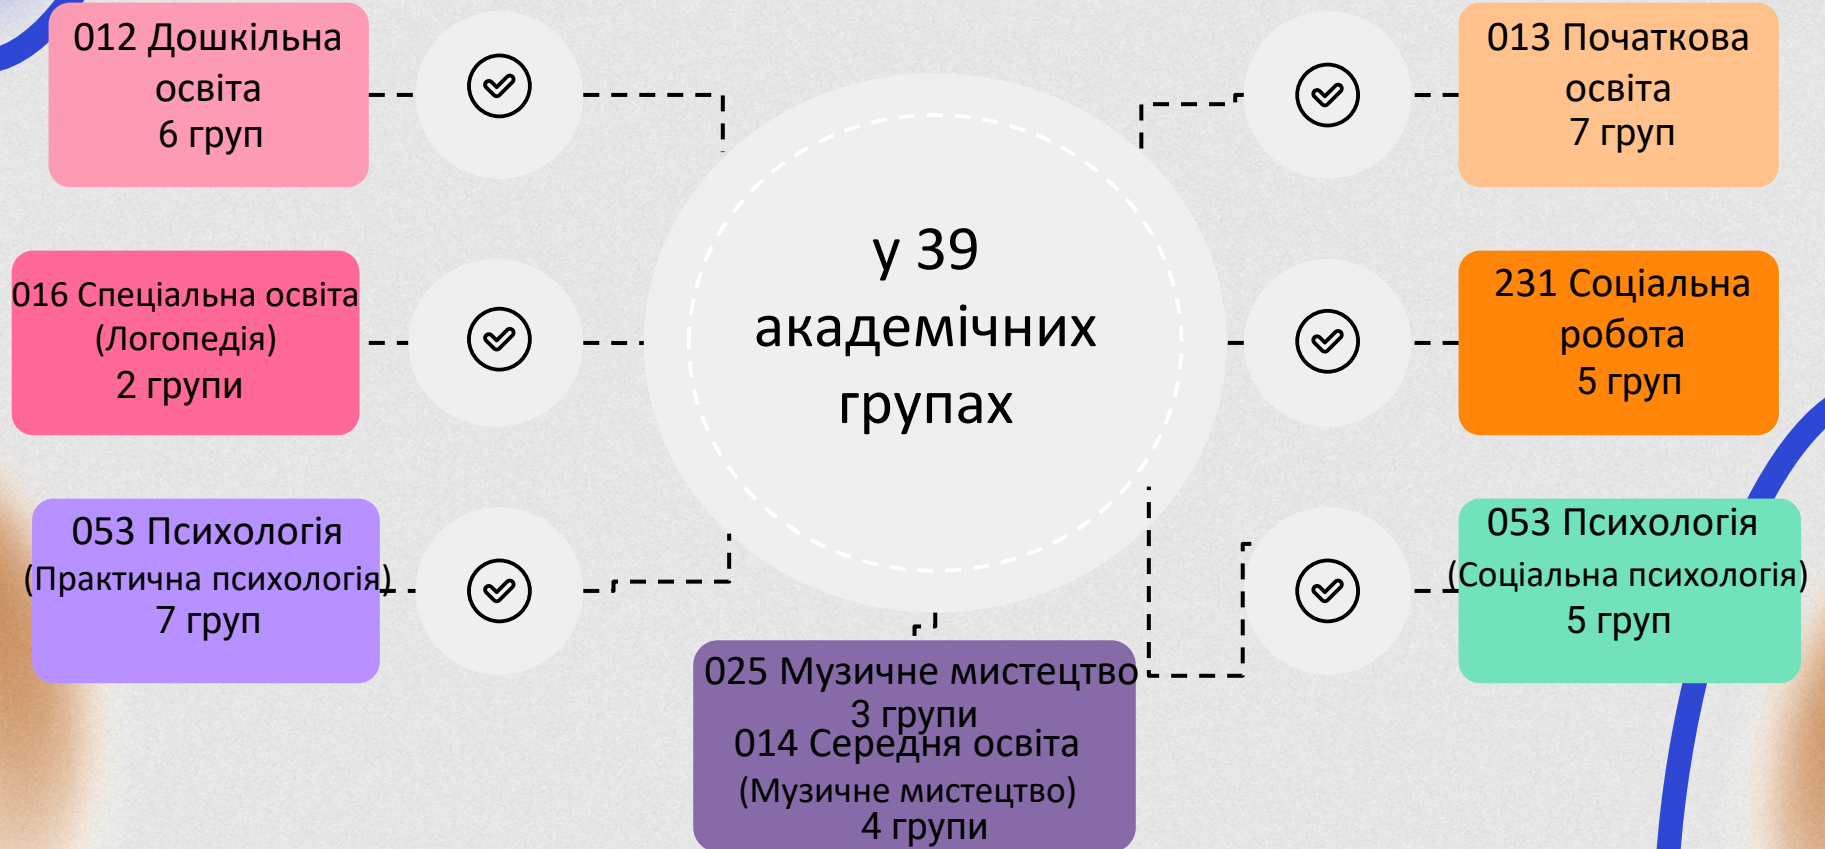 012 Дошкільна
освіта
6 груп
013 Початкова
освіта
7 груп
у 39
академічних
групах
016 Спеціальна освіта
(Логопедія)
2 групи
231 Соціальна
робота
5 груп
053 Психологія
(Практична психологія)
7 груп
053 Психологія
(Соціальна психологія)
5 груп
025 Музичне мистецтво
3 групи
014 Середня освіта
(Музичне мистецтво)
4 групи